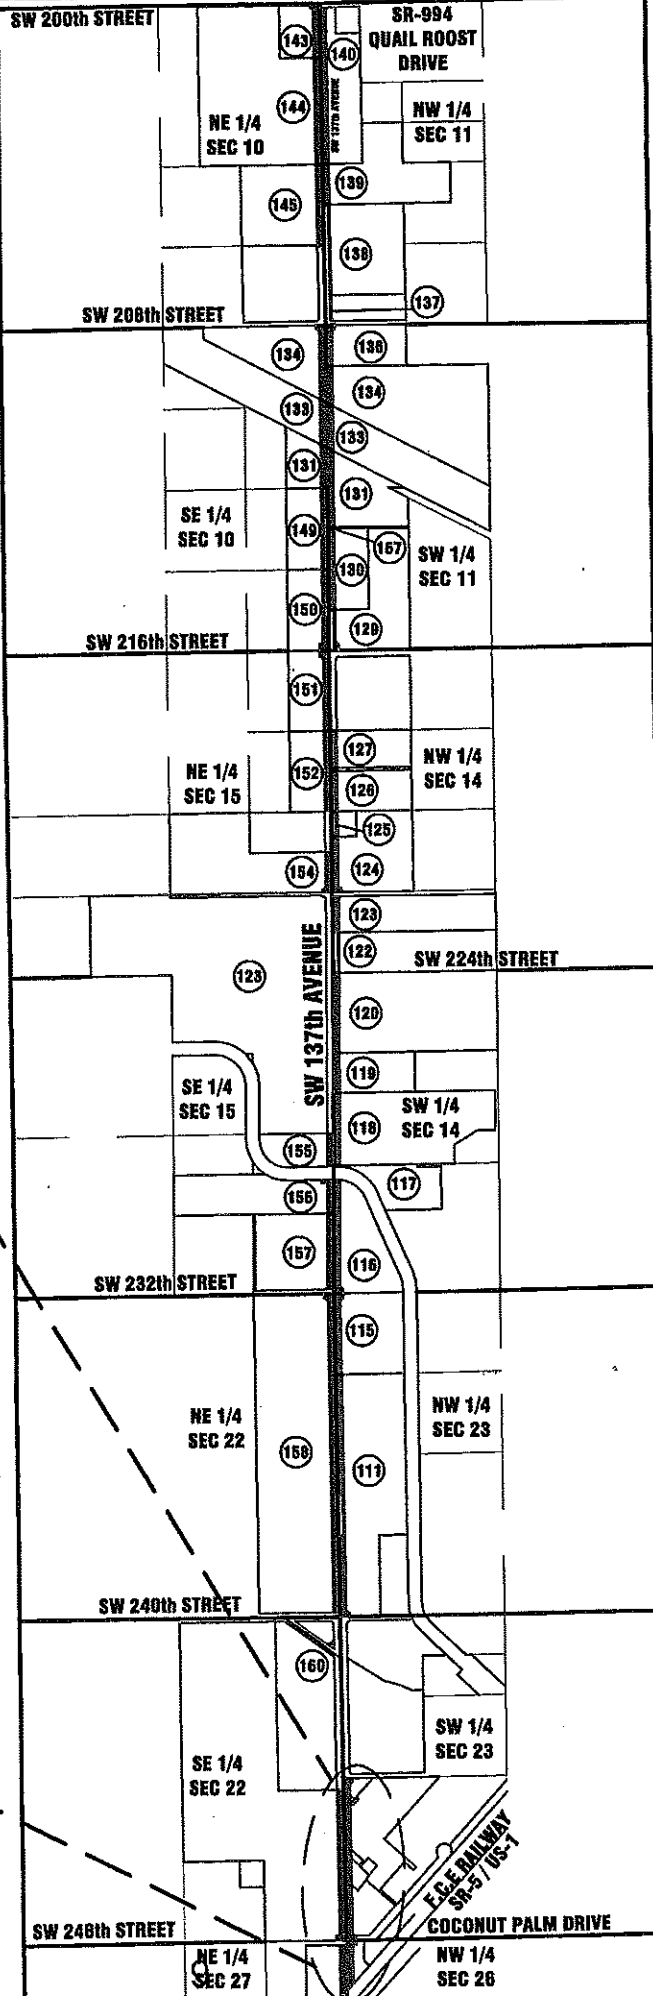 SW 200th STREET
SR-994
QUAIL ROOST
DRIVE
143
140
SW 137th AVENUE
144
NE 1/4
SEC 10
NW 1/4
SEC 11
139
145
138
137
SW 208th STREET
134
136
134
133
133
131
131
SE 1/4
SEC 10
149
167
130
SW 1/4
SEC 11
150
129
SW 216th STREET
151
127
NW 1/4
SEC 14
NE 1/4
SEC 15
152
126
125
154
124
123
122
SW 224th STREET
123
SW 137th AVENUE
120
119
SE 1/4
SEC 15
118
SW 1/4
SEC 14
155
117
156
157
116
SW 232th STREET
115
NE 1/4
SEC 22
NW 1/4
SEC 23
158
111
SW 240th STREET
160
SW 1/4
SEC 23
SE 1/4
SEC 22
F.C.E RAILWAY
SR-5 / US-1
SW 248th STREET
COCONUT PALM DRIVE
NE 1/4
SEC 27
NW 1/4
SEC 26